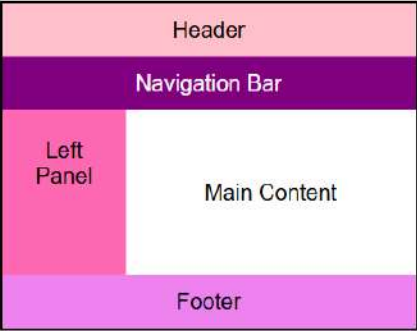 Header
Navigation Bar
Left
Panel
Main Content
Footer